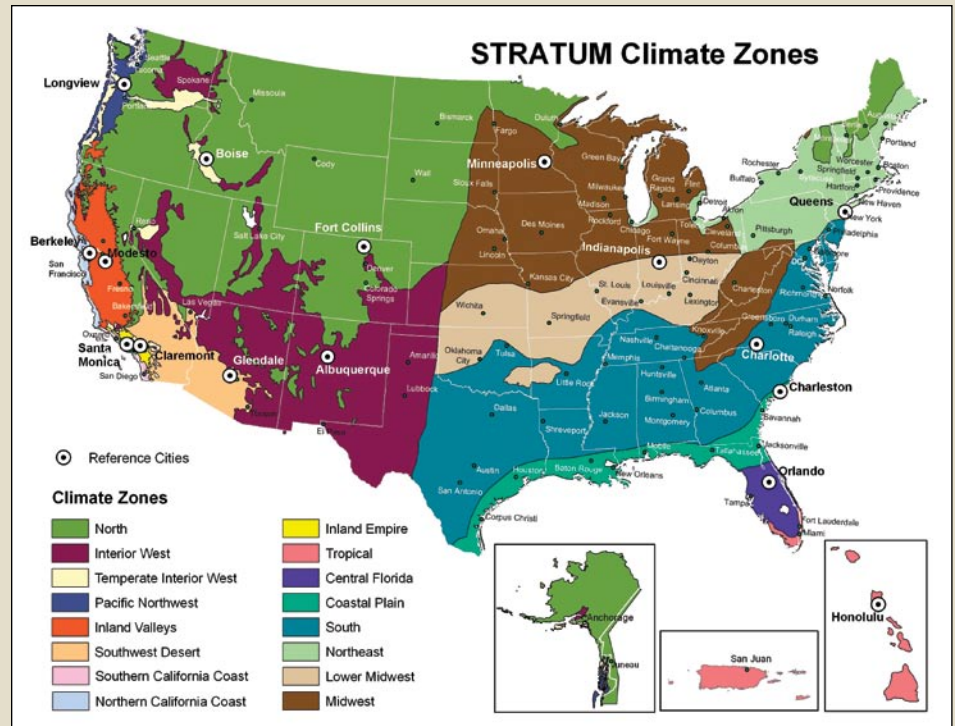 STRATUM Climate Zones
Seattle
Tacoma
Spokane
Longview
Portland
Missoula
Bismarck
Fargo
Duluth
Boise
Cody
Wall
Minneapolis
Sioux Falls
Green Bay
Grand Rapids
Flint
Milwaukee
Lansing
Madison
Detroit
Rockford
Chicago
Akron
Cleveland
Augusta
Portland
Rochester
Worcester
Boston
Syracuse
Springfield
Buffalo
Hartford
Providence
New Haven
Queens
New York
Pittsburgh
Philadelphia
Reno
Salt Lake City
Fort Collins
Denver
Colorado Springs
Omaha
Des Moines
Lincoln
Indianapolis
Fort Wayne
Columbus
Dayton
Cincinnati
Berkeley
Modesto
San Francisco
Fresno
Bakersfield
Las Vegas
Kansas City
St. Louis
Louisville
Evansville
Lexington
Charleston
Richmond
Norfolk
Wichita
Springfield
Greensboro
Durham
Raleigh
Knoxville
Santa Monica
Claremont
San Diego
Glendale
Tucson
Albuquerque
El Paso
Amarillo
Lubbock
Oklahoma City
Tulsa
Little Rock
Nashville
Chattanooga
Memphis
Huntsville
Charlotte
Atlanta
Birmingham
Charleston
Dallas
Shreveport
Jackson
Montgomery
Columbus
Savannah
Austin
San Antonio
Houston
Baton Rouge
Mobile
New Orleans
Tallahassee
Jacksonville
Corpus Christi
Orlando
Tampa
Fort Lauderdale
Miami
Reference Cities
Climate Zones
North
Interior West
Temperate Interior West
Pacific Northwest
Inland Valleys
Southwest Desert
Southern California Coast
Northern California Coast
Inland Empire
Tropical
Central Florida
Coastal Plain
South
Northeast
Lower Midwest
Midwest
Anchorage
Juneau
San Juan
Honolulu